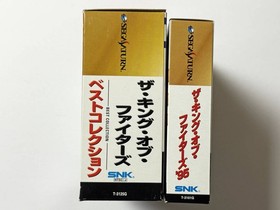 SEGA SATURN
ザ・キング・オブ・
ファイターズ
BEST COLLECTION
ベストコレクション
SNK
T-3125G
SEGA SATURN
ザ・キング・オブ・
ファイターズ'95
SNK
T-3101G